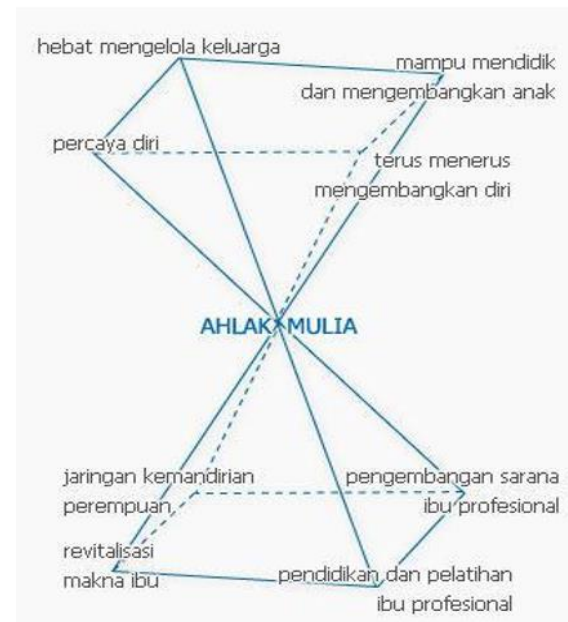 hebat mengelola keluarga
mampu mendidik
dan mengembangkan anak
percaya diri
terus menerus
mengembangkan diri
AHLAK MULIA
jaringan kemandirian
perempuan
pengembangan sarana
ibu profesional
revitalisasi
makna ibu
pendidikan dan pelatihan
ibu profesional